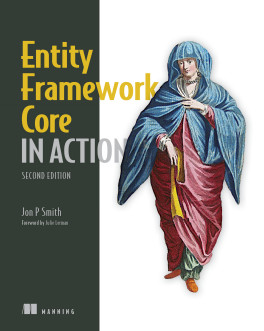 Entity
Framework
Core
IN ACTION
SECOND EDITION
Jon P Smith
Foreword by Julie Lerman
MANNING